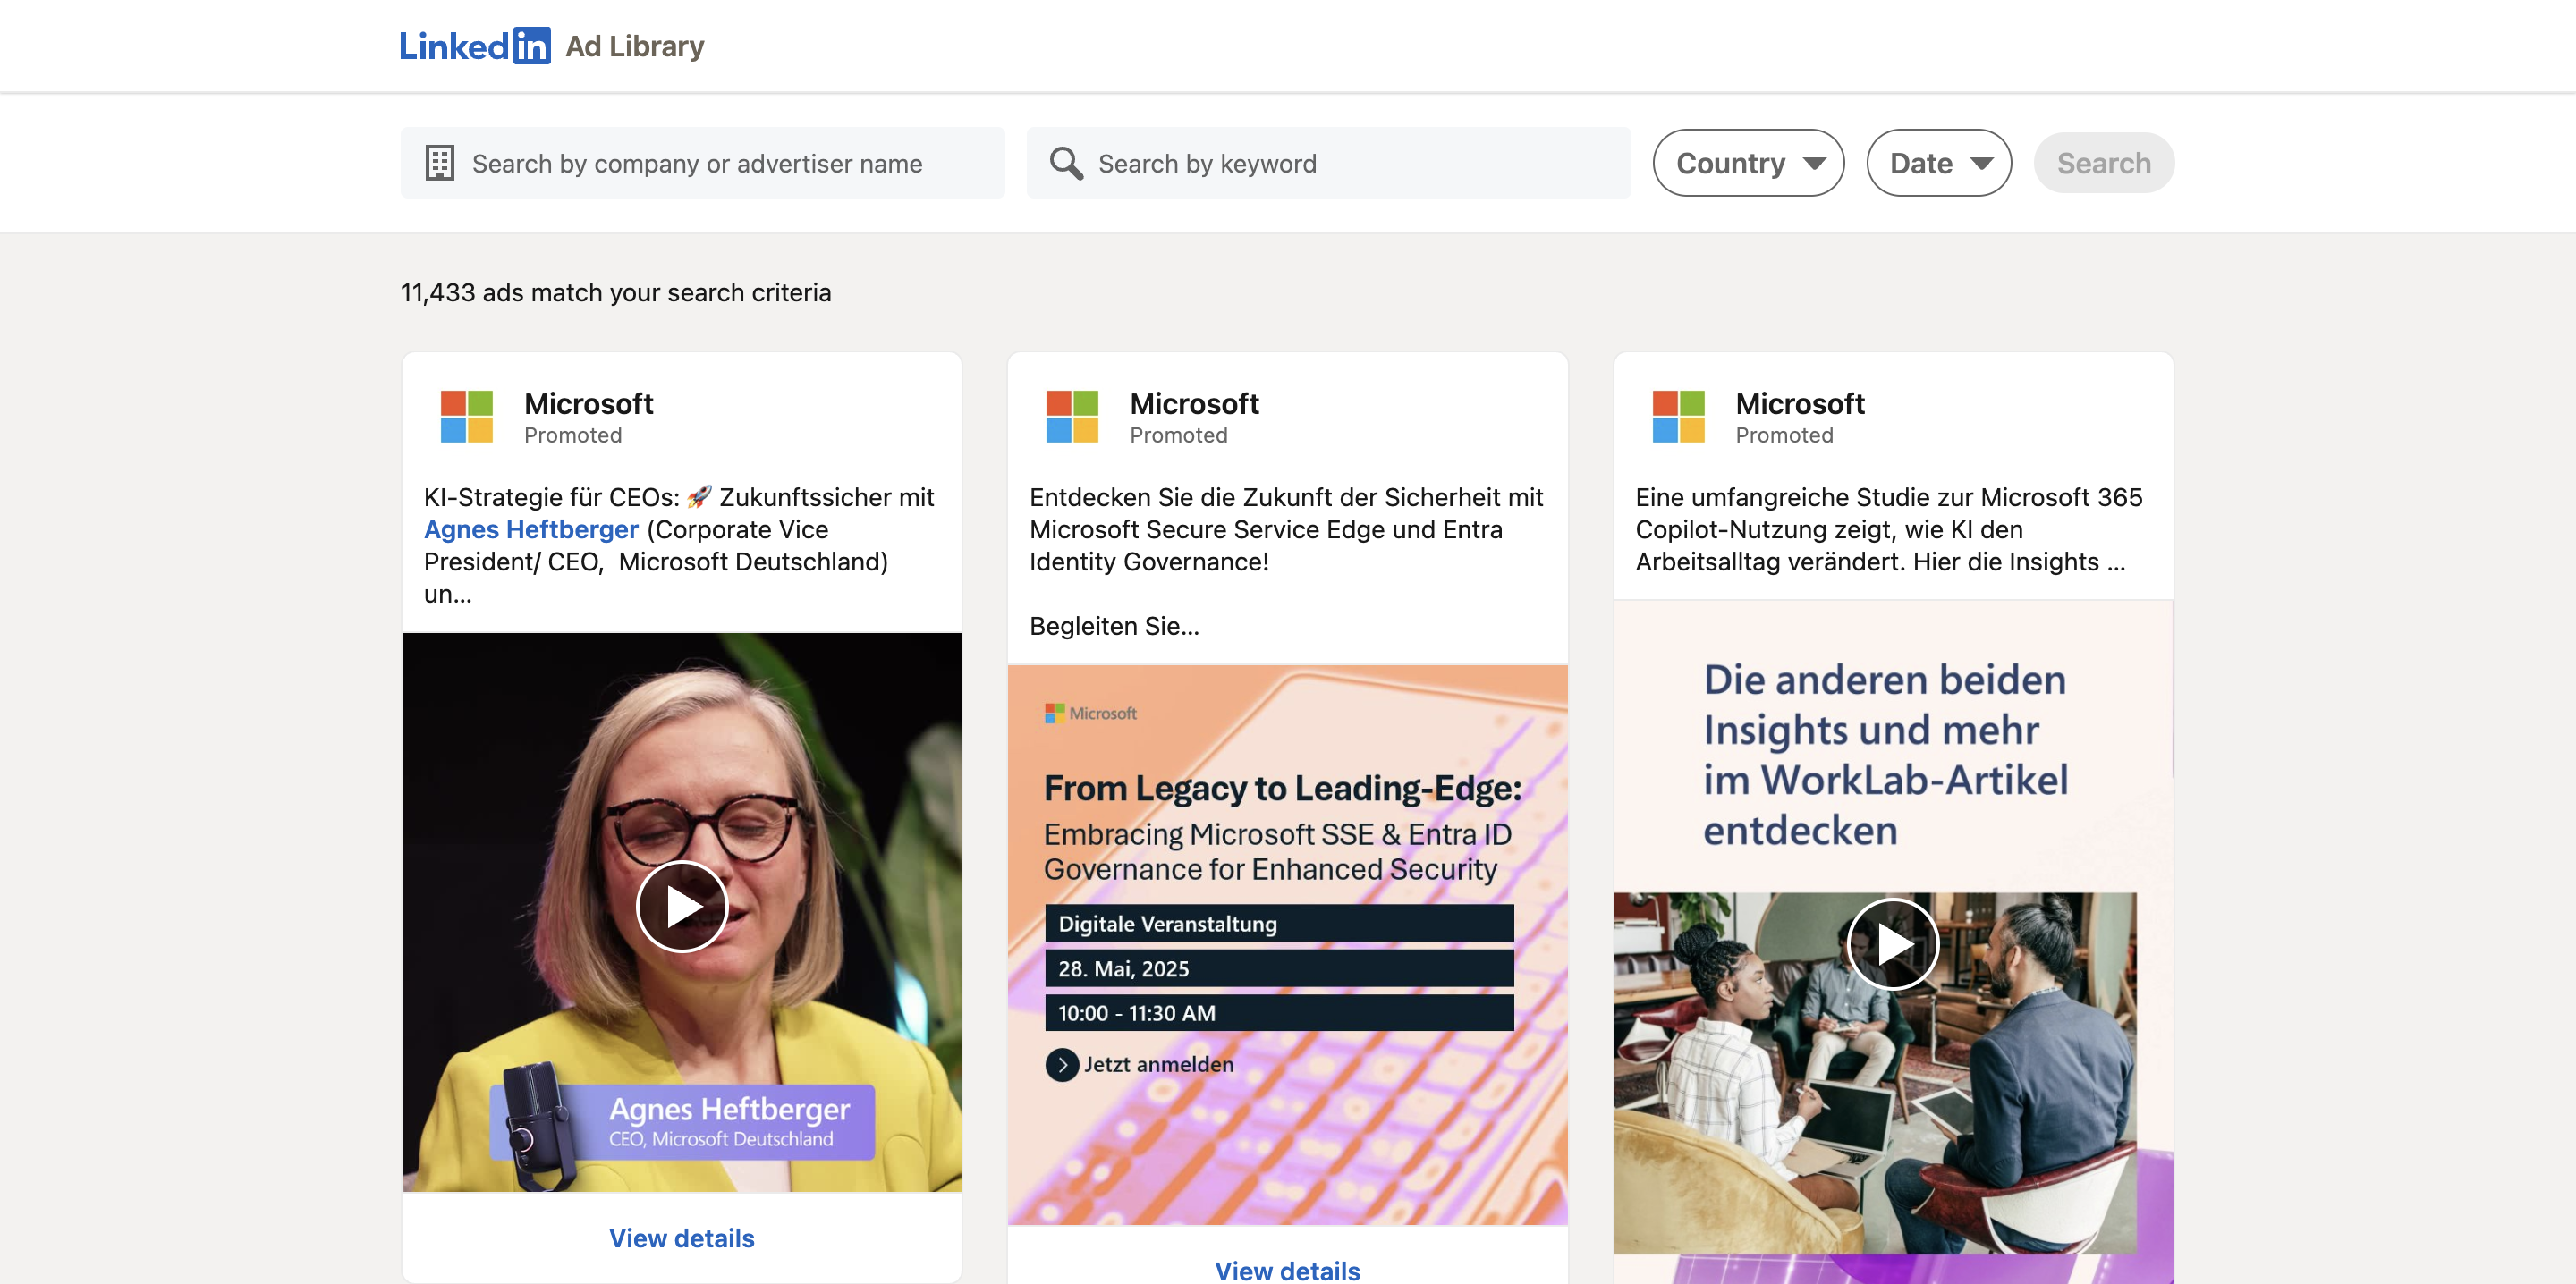 LinkedIn Ad Library
Search by company or advertiser name
Search by keyword
Country
Date
Search
11,433 ads match your search criteria
Microsoft
Promoted
KI-Strategie für CEOs: 🚀 Zukunftssicher mit
Agnes Heftberger (Corporate Vice
President/ CEO,  Microsoft Deutschland)
un...
Agnes Heftberger
CEO, Microsoft Deutschland
View details
Microsoft
Promoted
Entdecken Sie die Zukunft der Sicherheit mit
Microsoft Secure Service Edge und Entra
Identity Governance!
Begleiten Sie...
Microsoft
From Legacy to Leading-Edge:
Embracing Microsoft SSE & Entra ID
Governance for Enhanced Security
Digitale Veranstaltung
28. Mai, 2025
10:00 - 11:30 AM
Jetzt anmelden
View details
Microsoft
Promoted
Eine umfangreiche Studie zur Microsoft 365
Copilot-Nutzung zeigt, wie KI den
Arbeitsalltag verändert. Hier die Insights ...
Die anderen beiden
Insights und mehr
im WorkLab-Artikel
entdecken